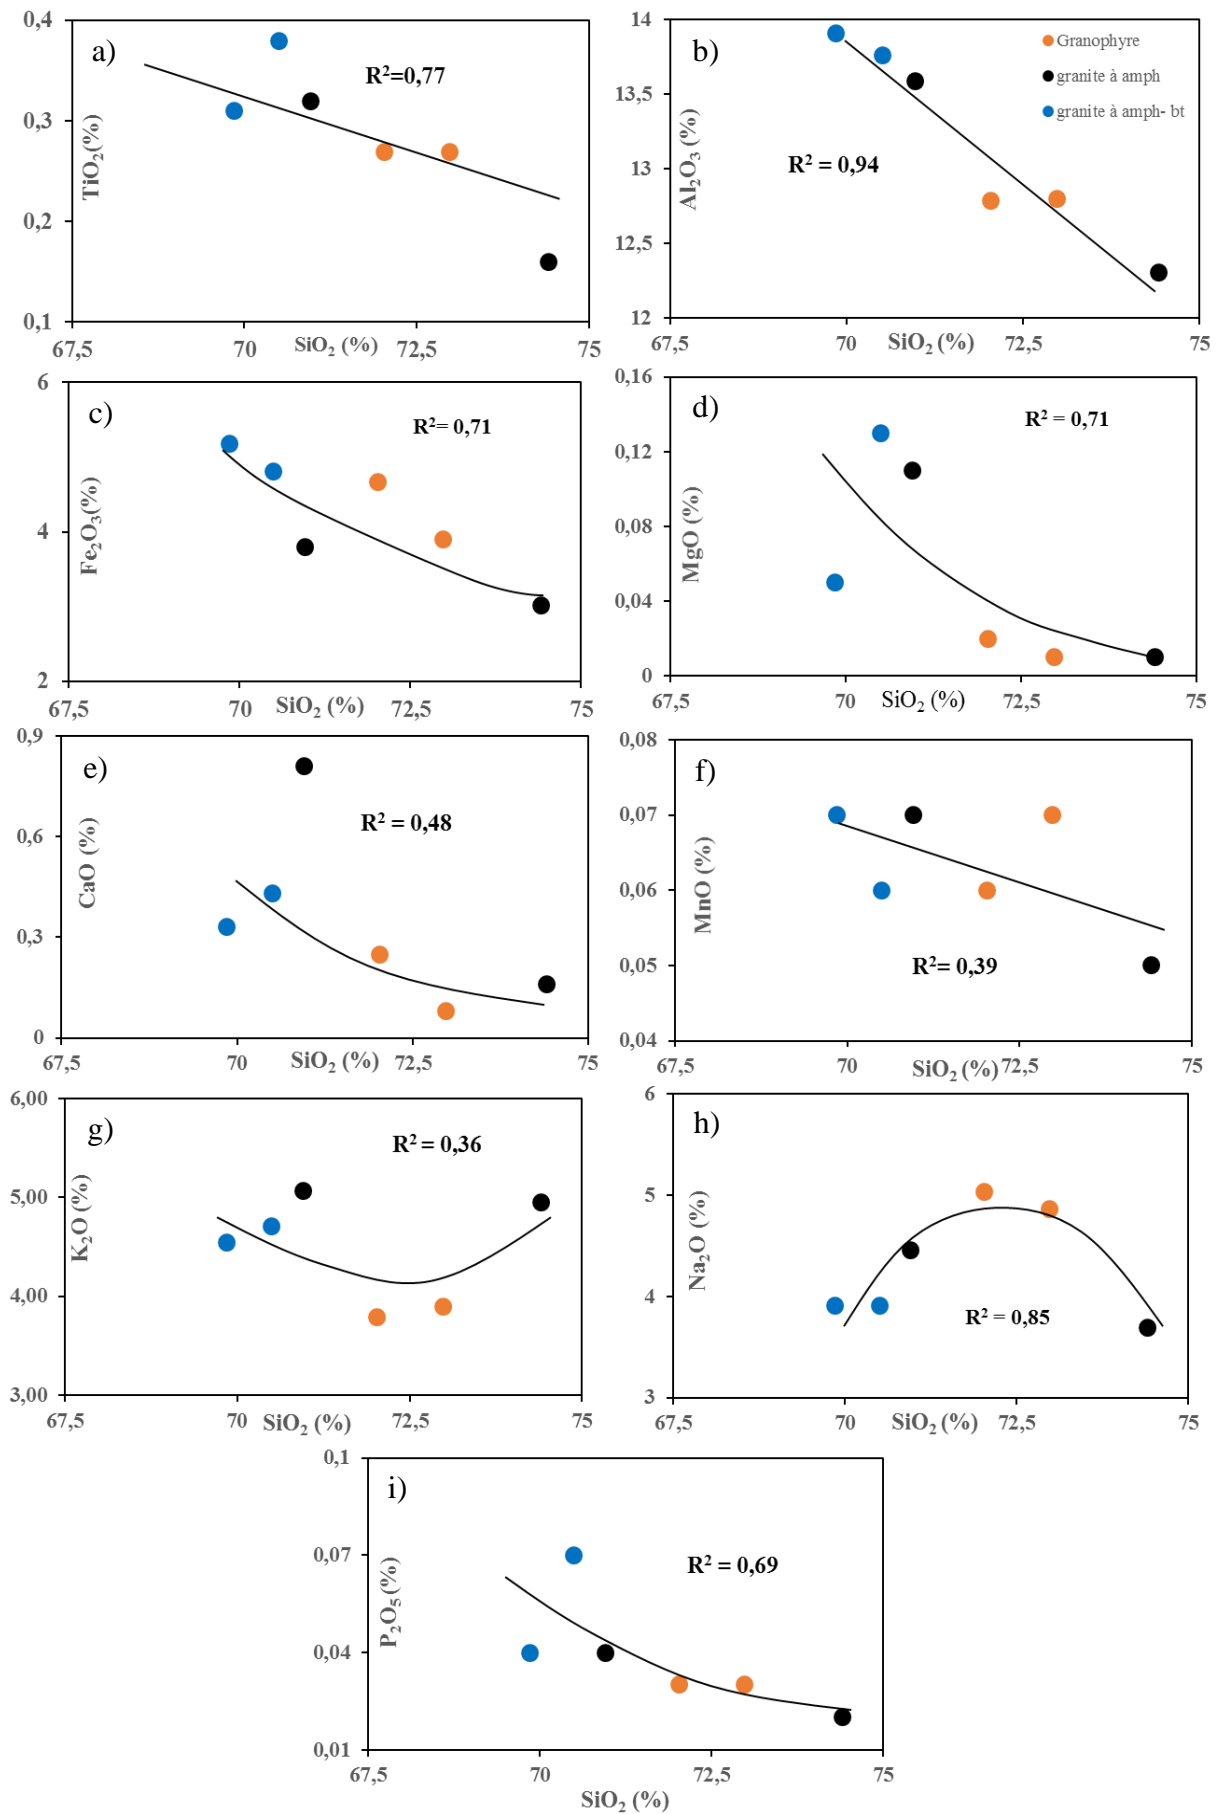 a)
0,4
0,3
0,2
0,1
TiO₂(%)
R²=0,77
67,5
70
72,5
75
SiO₂ (%)
b)
14
13,5
13
12,5
12
Al₂O₃ (%)
R² = 0,94
Granophyre
granite à amph
granite à amph- bt
67,5
70
72,5
75
SiO₂ (%)
c)
6
4
2
Fe₂O₃(%)
R²= 0,71
67,5
70
72,5
75
SiO₂ (%)
d)
0,16
0,12
0,08
0,04
0
MgO (%)
R² = 0,71
67,5
70
72,5
75
SiO₂ (%)
e)
0,9
0,6
0,3
0
CaO (%)
R² = 0,48
67,5
70
72,5
75
SiO₂ (%)
f)
0,08
0,07
0,06
0,05
0,04
MnO (%)
R²= 0,39
67,5
70
72,5
75
SiO₂ (%)
g)
6,00
5,00
4,00
3,00
K₂O (%)
R² = 0,36
67,5
70
72,5
75
SiO₂ (%)
h)
6
5
4
3
Na₂O (%)
R² = 0,85
67,5
70
72,5
75
SiO₂ (%)
i)
0,1
0,07
0,04
0,01
P₂O₅ (%)
R² = 0,69
67,5
70
72,5
75
SiO₂ (%)